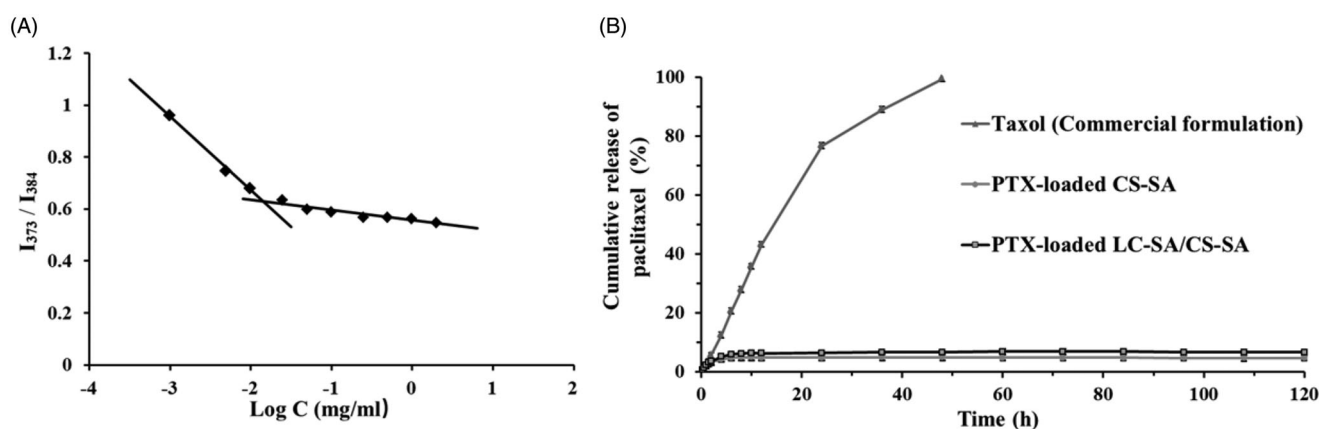 (A)
1.2
1
0.8
0.6
0.4
0.2
0
-4
-3
-2
-1
0
1
2
I373 / I384
Log C (mg/ml)
(B)
100
80
60
40
20
0
0
20
40
60
80
100
120
Cumulative release of
paclitaxel (%)
Time (h)
Taxol (Commercial formulation)
PTX-loaded CS-SA
PTX-loaded LC-SA/CS-SA